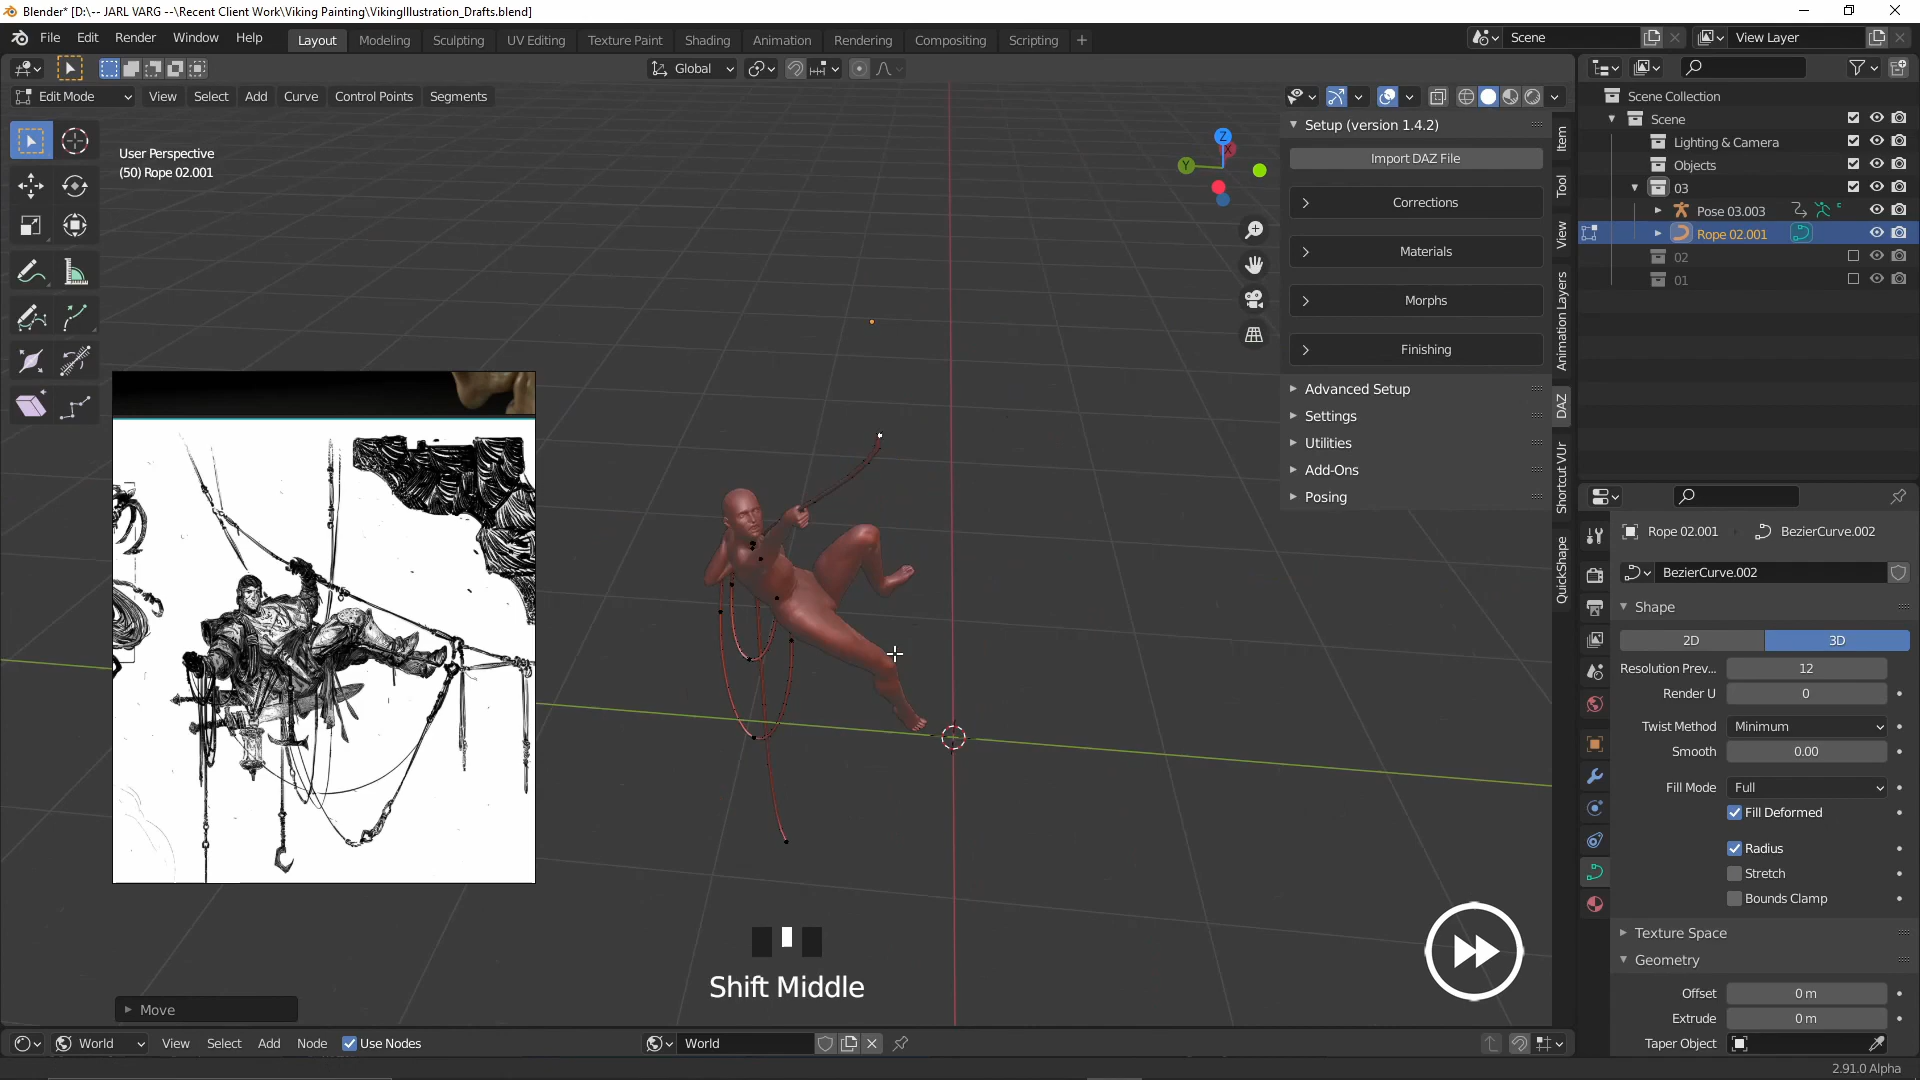 Blender* [D:\-- JARL VARG --\Recent Client Work\Viking Painting\VikingIllustration_Drafts.blend]
File Edit Render Window Help Layout Modeling Sculpting UV Editing Texture Paint Shading Animation Rendering Compositing Scripting + Scene View Layer
Global
Edit Mode View Select Add Curve Control Points Segments
User Perspective
(50) Rope 02.001
Z
X
Y
Setup (version 1.4.2)
Import DAZ File
Corrections
Materials
Morphs
Finishing
Advanced Setup
Settings
Utilities
Add-Ons
Posing
Item
Tool
View
Animation Layers
DAZ
Shortcut VUr
QuickShape
Scene Collection
Scene
Lighting & Camera
Objects
03
Pose 03.003
Rope 02.001
02
01
Rope 02.001 BezierCurve.002
BezierCurve.002
Shape
2D 3D
Resolution Prev... 12
Render U 0
Twist Method Minimum
Smooth 0.00
Fill Mode Full
Fill Deformed
Radius
Stretch
Bounds Clamp
Texture Space
Geometry
Offset 0 m
Extrude 0 m
Taper Object
Shift Middle
Move
World View Select Add Node Use Nodes World
2.91.0 Alpha